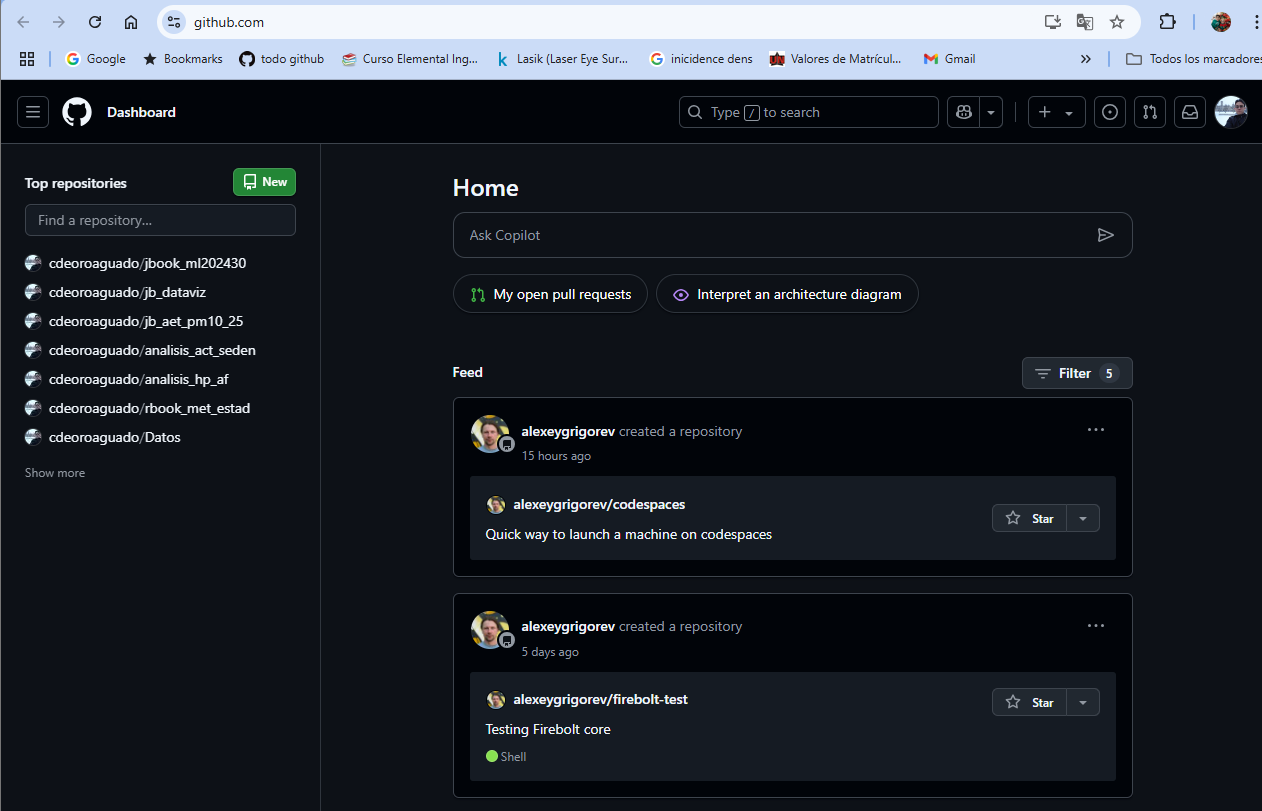 github.com
Google Bookmarks todo github Curso Elemental Ing... Lasik (Laser Eye Sur... inicidence dens Valores de Matrícul... Gmail » Todos los marcadores
Dashboard
Type / to search
Top repositories
New
Find a repository...
cdeoroaguado/jbook_ml202430
cdeoroaguado/jb_dataviz
cdeoroaguado/jb_aet_pm10_25
cdeoroaguado/analisis_act_seden
cdeoroaguado/analisis_hp_af
cdeoroaguado/rbook_met_estad
cdeoroaguado/Datos
Show more
Home
Ask Copilot
My open pull requests
Interpret an architecture diagram
Feed
Filter 5
alexeygrigorev created a repository
15 hours ago
alexeygrigorev/codespaces
Star
Quick way to launch a machine on codespaces
alexeygrigorev created a repository
5 days ago
alexeygrigorev/firebolt-test
Star
Testing Firebolt core
Shell